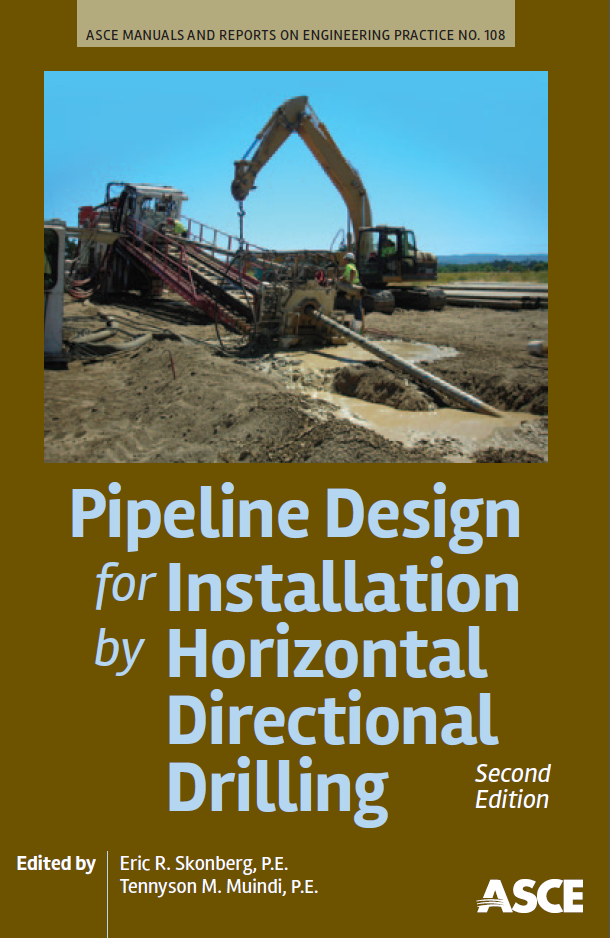 ASCE MANUALS AND REPORTS ON ENGINEERING PRACTICE NO. 108
Pipeline Design
for Installation
by Horizontal
Directional
Drilling
Second
Edition
Edited by
Eric R. Skonberg, P.E.
Tennyson M. Muindi, P.E.
ASCE